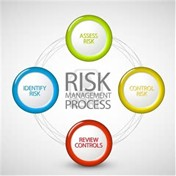 ASSESS
RISK
IDENTIFY
RISK
RISK
MANAGEMENT
PROCESS
CONTROL
RISK
REVIEW
CONTROLS